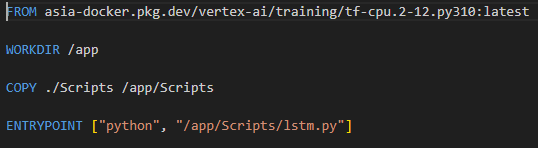 FROM asia-docker.pkg.dev/vertex-ai/training/tf-cpu.2-12.py310:latest
WORKDIR /app
COPY ./Scripts /app/Scripts
ENTRYPOINT ["python", "/app/Scripts/lstm.py"]